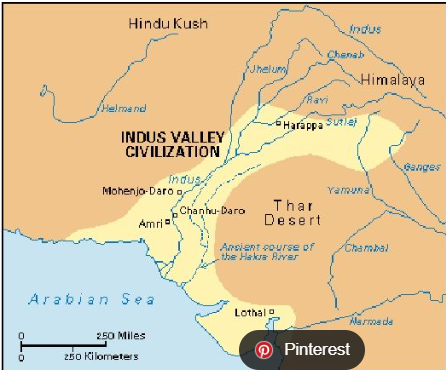 Hindu Kush
Indus
Chenab
Jhelum
Himalaya
Helmand
Ravi
Harappa
Sutlej
INDUS VALLEY
CIVILIZATION
Indus
Ganges
Mohenjo-Daro
Yamuna
Chanhu-Daro
Amri
Thar
Desert
Ancient course of
the Hakra River
Chambal
Arabian Sea
Lothal
Narmada
0 250 Miles
0 250 Kilometers
Pinterest